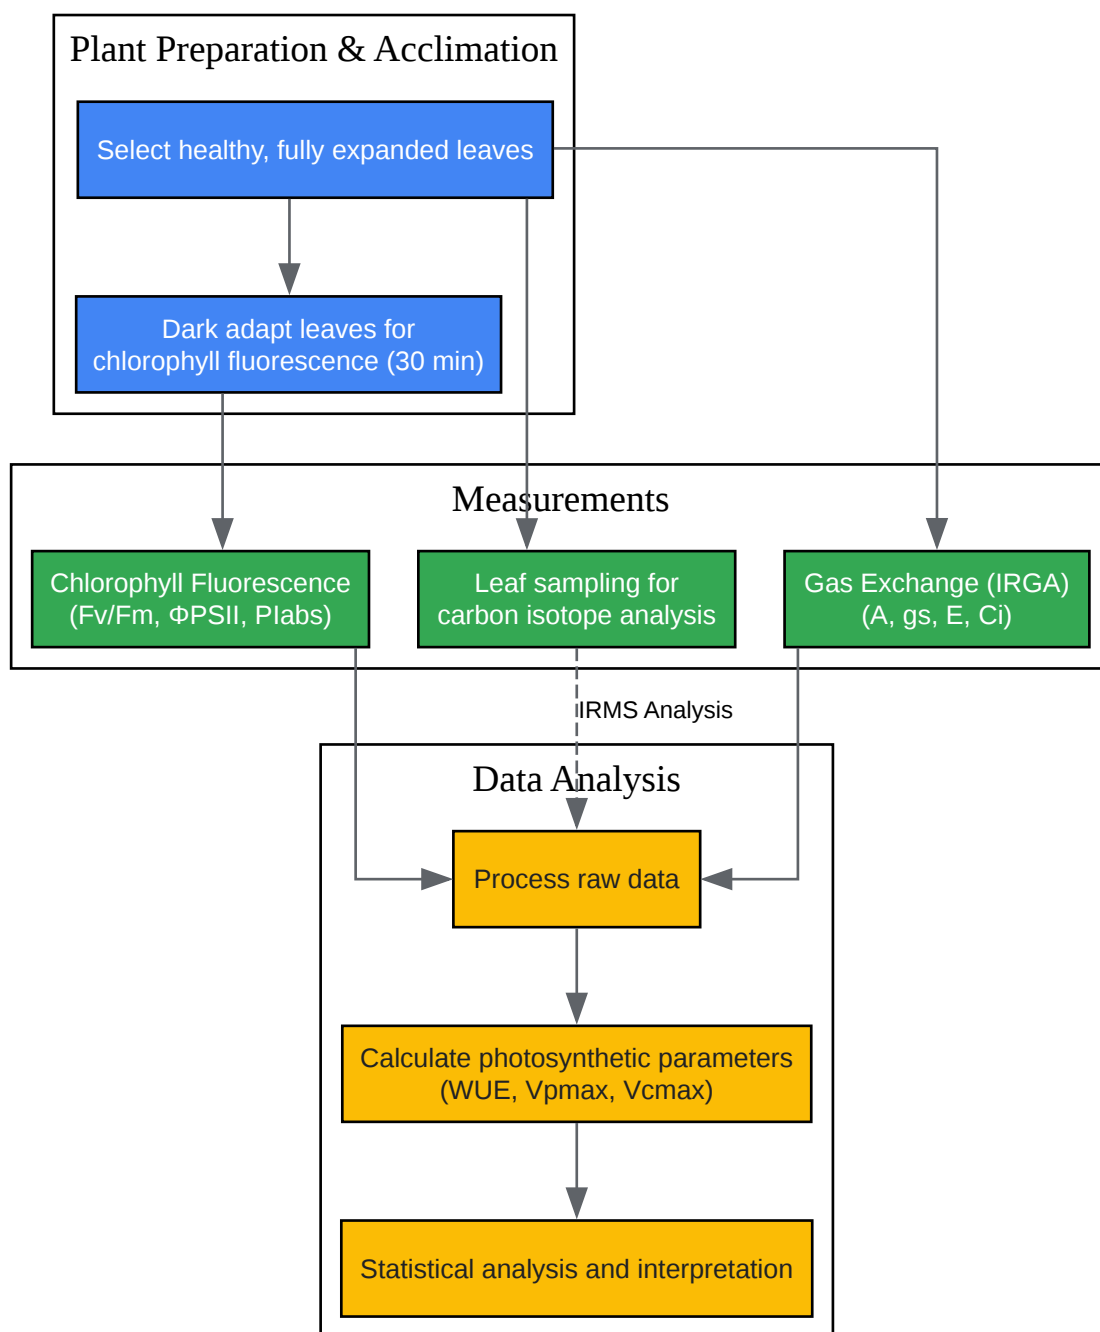 Plant Preparation & Acclimation
Select healthy, fully expanded leaves
Dark adapt leaves for
chlorophyll fluorescence (30 min)
Measurements
Chlorophyll Fluorescence
(Fv/Fm, ΦPSII, PIabs)
Leaf sampling for
carbon isotope analysis
Gas Exchange (IRGA)
(A, gs, E, Ci)
IRMS Analysis
Data Analysis
Process raw data
Calculate photosynthetic parameters
(WUE, Vpmax, Vcmax)
Statistical analysis and interpretation